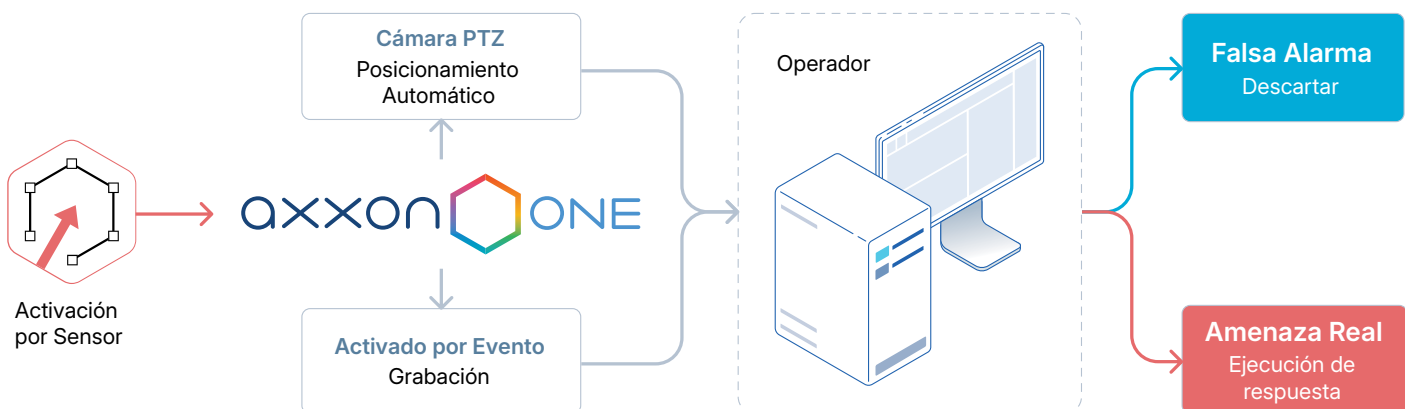 Activación
por Sensor
Cámara PTZ
Posicionamiento
Automático
axxon ONE
Activado por Evento
Grabación
Operador
Falsa Alarma
Descartar
Amenaza Real
Ejecución de
respuesta